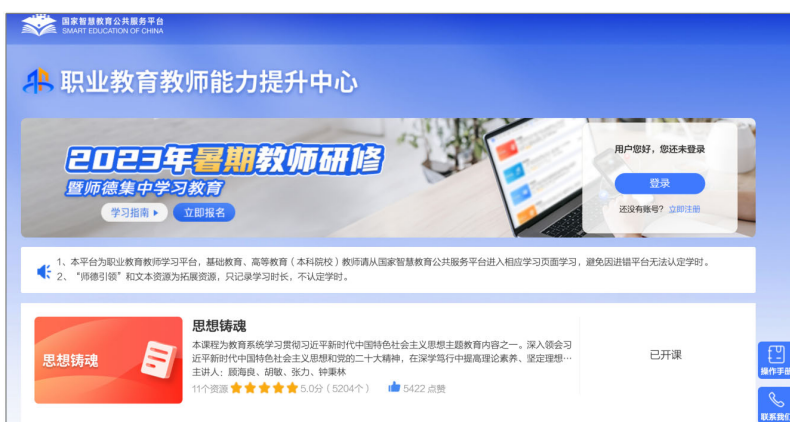 国家智慧教育公共服务平台
SMART EDUCATION OF CHINA
职业教育教师能力提升中心
2023年暑期教师研修
暨师德集中学习教育
学习指南
立即报名
用户您好，您还未登录
登录
还没有账号？ 立即注册
1、本平台为职业教育教师学习平台，基础教育、高等教育（本科院校）教师请从国家智慧教育公共服务平台进入相应学习页面学习，避免因进错平台无法认定学时。
2、“师德引领”和文本资源为拓展资源，只记录学习时长，不认定学时。
思想铸魂
思想铸魂
本课程为教育系统学习贯彻习近平新时代中国特色社会主义思想主题教育内容之一。深入领会习
近平新时代中国特色社会主义思想和党的二十大精神，在深学笃行中提高理论素养、坚定理想…
主讲人：顾海良、胡敏、张力、钟秉林
11个资源 5.0分（5204个） 5422 点赞
已开课
操作手册
联系我们